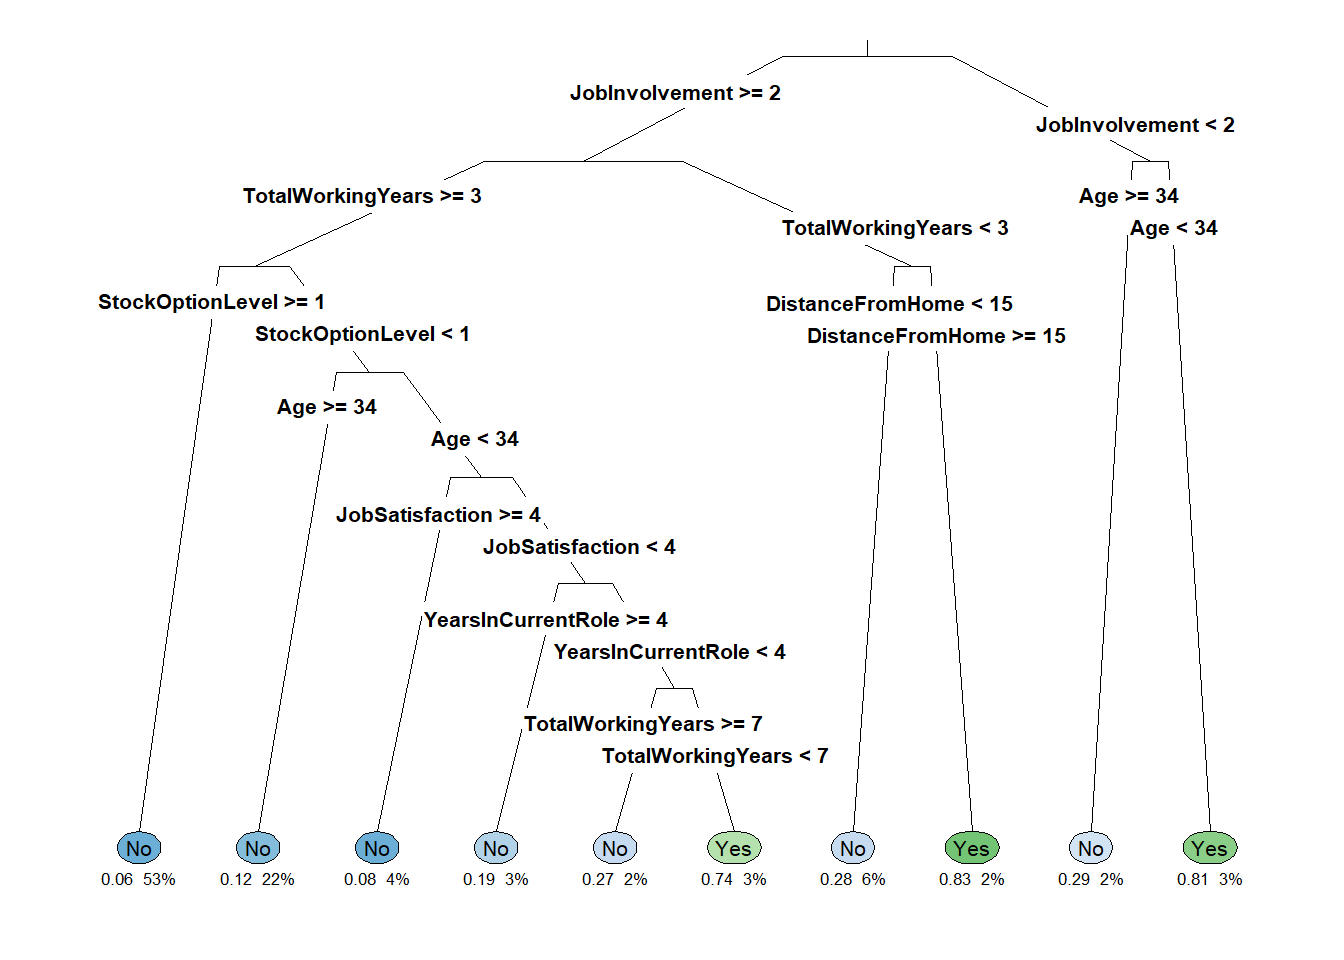 JobInvolvement >= 2
JobInvolvement < 2
TotalWorkingYears >= 3
Age >= 34
TotalWorkingYears < 3
Age < 34
StockOptionLevel >= 1
DistanceFromHome < 15
StockOptionLevel < 1
DistanceFromHome >= 15
Age >= 34
Age < 34
JobSatisfaction >= 4
JobSatisfaction < 4
YearsInCurrentRole >= 4
YearsInCurrentRole < 4
TotalWorkingYears >= 7
TotalWorkingYears < 7
No No No No No Yes No Yes No Yes
0.06 53% 0.12 22% 0.08 4% 0.19 3% 0.27 2% 0.74 3% 0.28 6% 0.83 2% 0.29 2% 0.81 3%